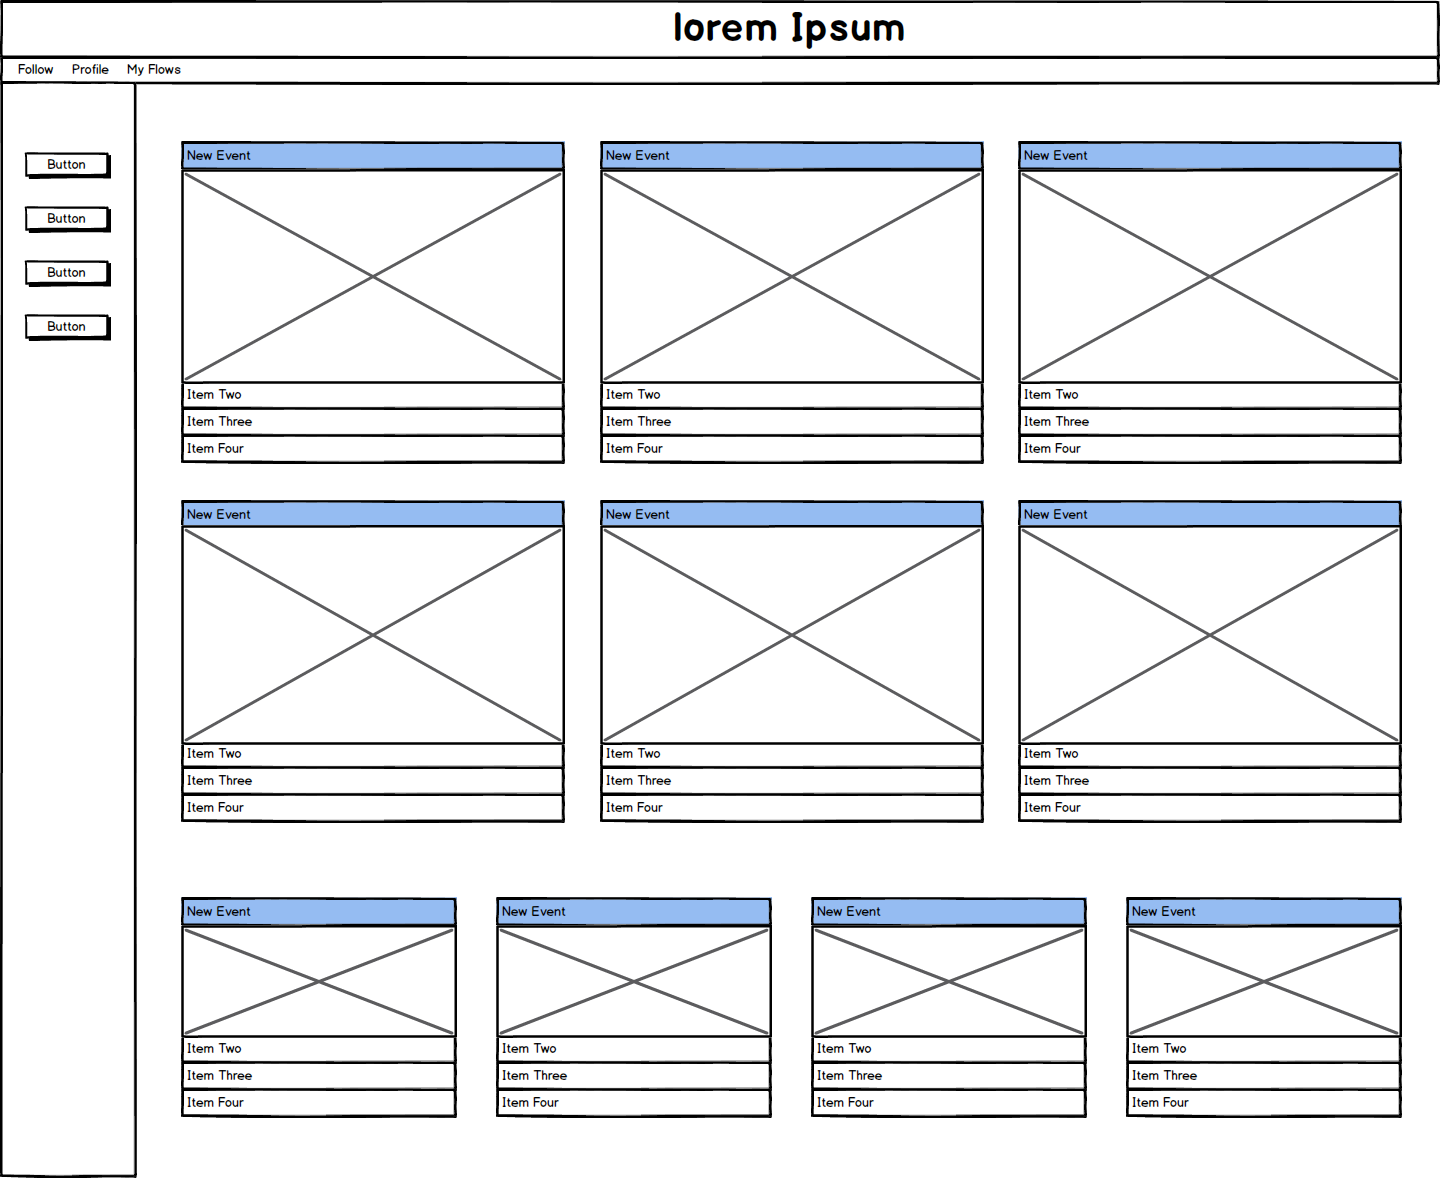 lorem Ipsum
Follow Profile My Flows
Button
Button
Button
Button
New Event New Event New Event
Item Two Item Two Item Two
Item Three Item Three Item Three
Item Four Item Four Item Four
New Event New Event New Event
Item Two Item Two Item Two
Item Three Item Three Item Three
Item Four Item Four Item Four
New Event New Event New Event New Event
Item Two Item Two Item Two Item Two
Item Three Item Three Item Three Item Three
Item Four Item Four Item Four Item Four